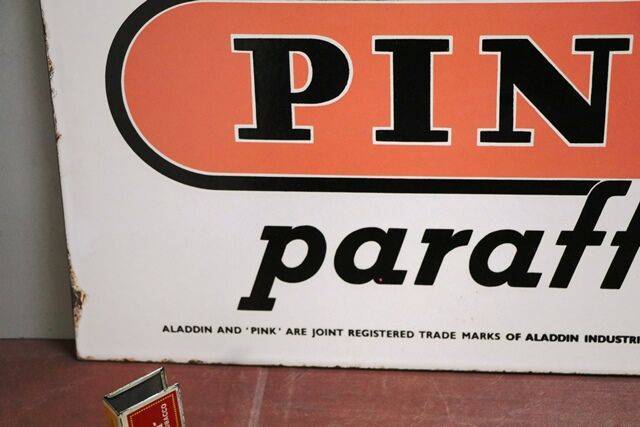 PIN
paraff
ALADDIN AND 'PINK' ARE JOINT REGISTERED TRADE MARKS OF ALADDIN INDUSTRI